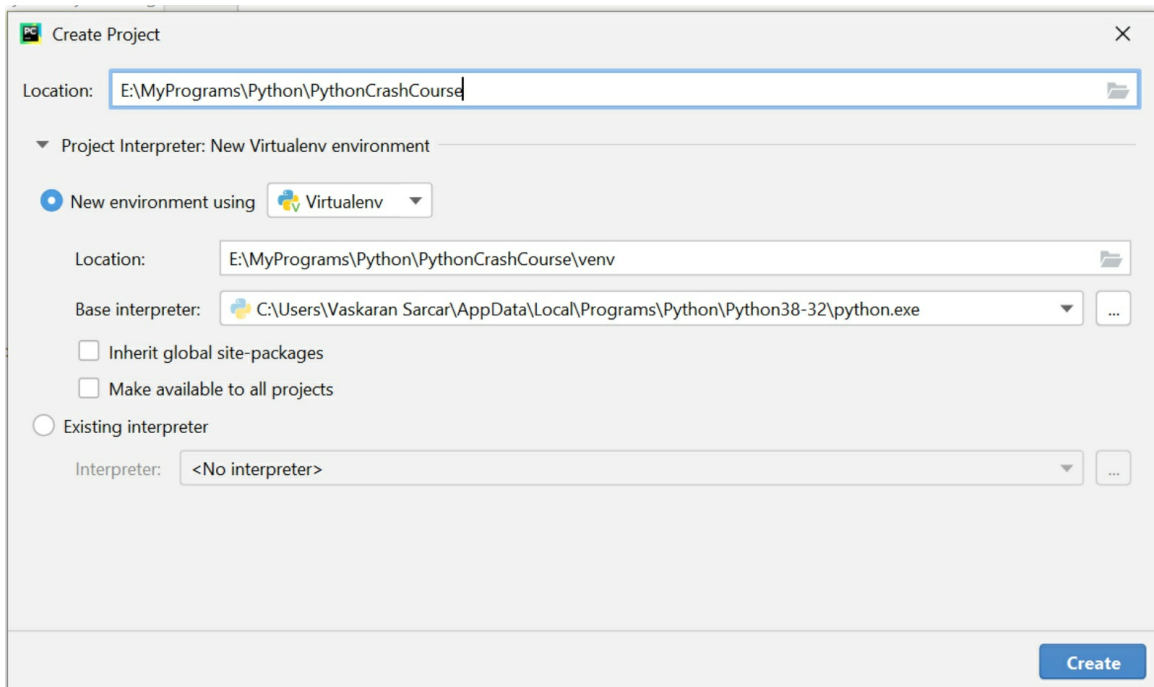 Create Project
Location: E:\MyPrograms\Python\PythonCrashCourse
Project Interpreter: New Virtualenv environment
New environment using Virtualenv
Location: E:\MyPrograms\Python\PythonCrashCourse\venv
Base interpreter: C:\Users\Vaskaran Sarcar\AppData\Local\Programs\Python\Python38-32\python.exe ...
Inherit global site-packages
Make available to all projects
Existing interpreter
Interpreter: <No interpreter> ...
Create